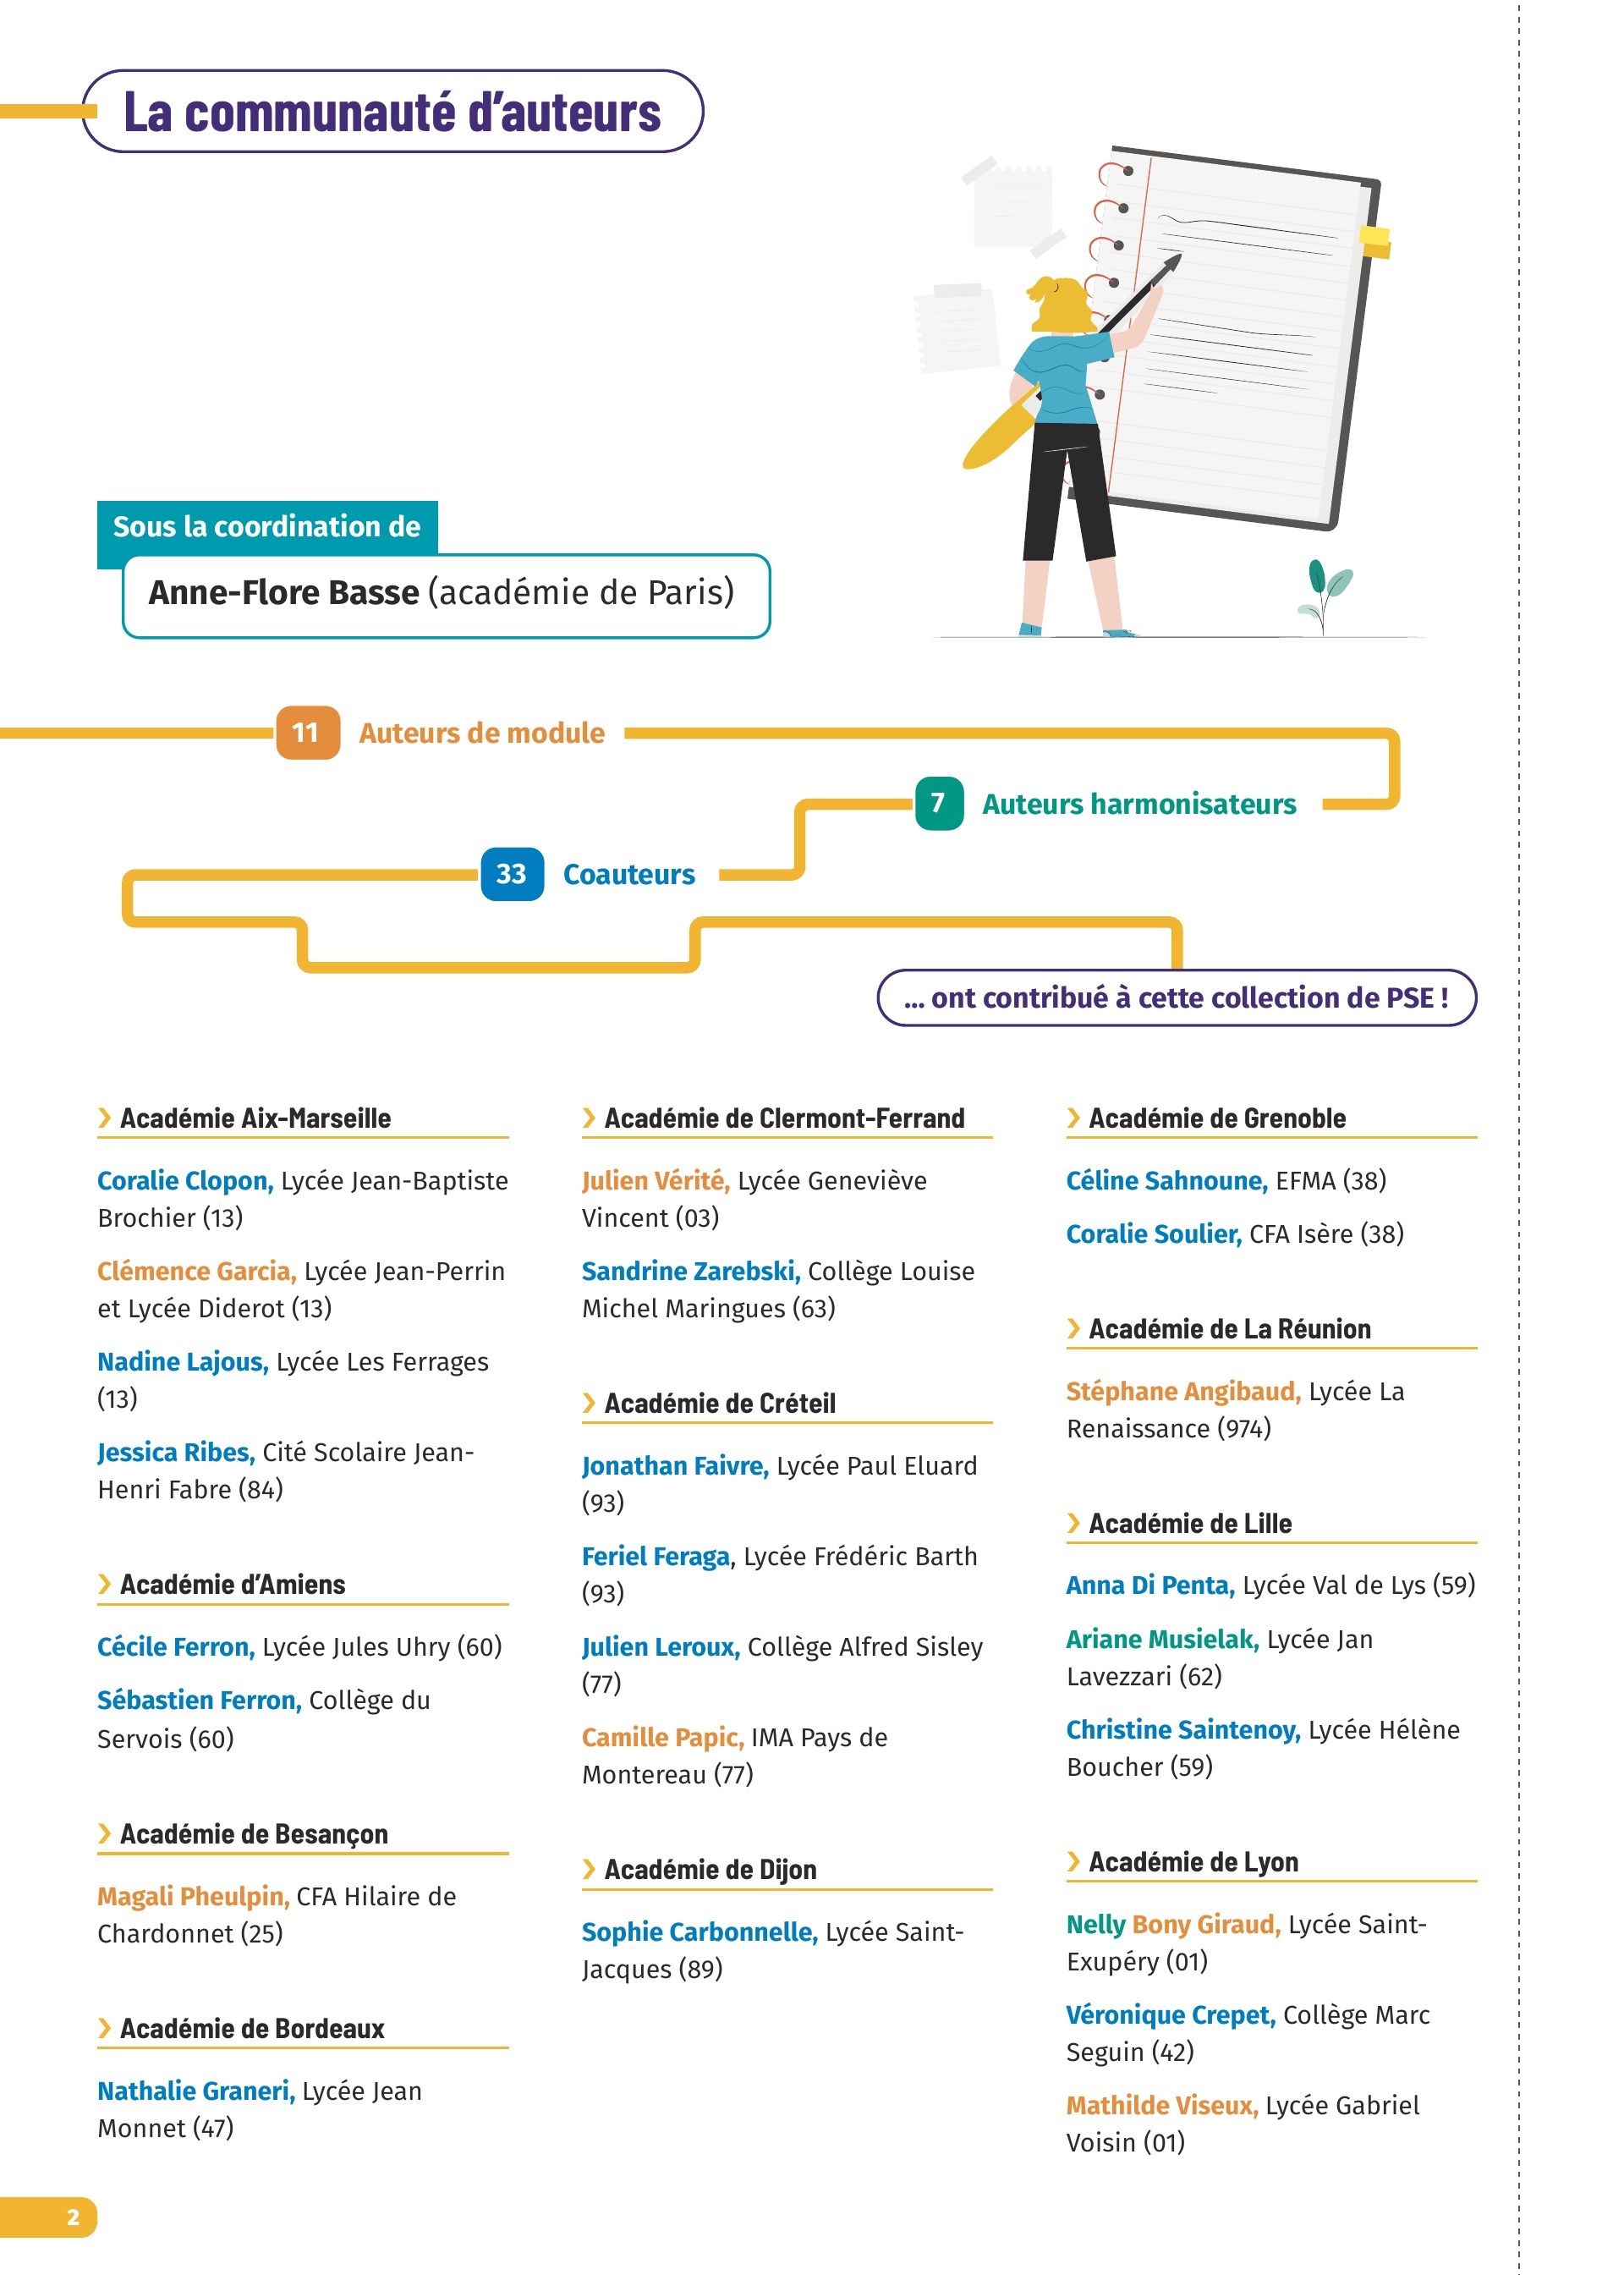 La communauté d'auteurs
Sous la coordination de
Anne-Flore Basse (académie de Paris)
11 Auteurs de module
7 Auteurs harmonisateurs
33 Coauteurs
... ont contribué à cette collection de PSE !
› Académie Aix-Marseille
Coralie Clopon, Lycée Jean-Baptiste
Brochier (13)
Clémence Garcia, Lycée Jean-Perrin
et Lycée Diderot (13)
Nadine Lajous, Lycée Les Ferrages
(13)
Jessica Ribes, Cité Scolaire Jean-
Henri Fabre (84)
› Académie d'Amiens
Cécile Ferron, Lycée Jules Uhry (60)
Sébastien Ferron, Collège du
Servois (60)
› Académie de Besançon
Magali Pheulpin, CFA Hilaire de
Chardonnet (25)
› Académie de Bordeaux
Nathalie Graneri, Lycée Jean
Monnet (47)
› Académie de Clermont-Ferrand
Julien Vérité, Lycée Geneviève
Vincent (03)
Sandrine Zarebski, Collège Louise
Michel Maringues (63)
› Académie de Créteil
Jonathan Faivre, Lycée Paul Eluard
(93)
Feriel Feraga, Lycée Frédéric Barth
(93)
Julien Leroux, Collège Alfred Sisley
(77)
Camille Papic, IMA Pays de
Montereau (77)
› Académie de Dijon
Sophie Carbonnelle, Lycée Saint-
Jacques (89)
› Académie de Grenoble
Céline Sahnoune, EFMA (38)
Coralie Soulier, CFA Isère (38)
› Académie de La Réunion
Stéphane Angibaud, Lycée La
Renaissance (974)
› Académie de Lille
Anna Di Penta, Lycée Val de Lys (59)
Ariane Musielak, Lycée Jan
Lavezzari (62)
Christine Saintenoy, Lycée Hélène
Boucher (59)
› Académie de Lyon
Nelly Bony Giraud, Lycée Saint-
Exupéry (01)
Véronique Crepet, Collège Marc
Seguin (42)
Mathilde Viseux, Lycée Gabriel
Voisin (01)
2